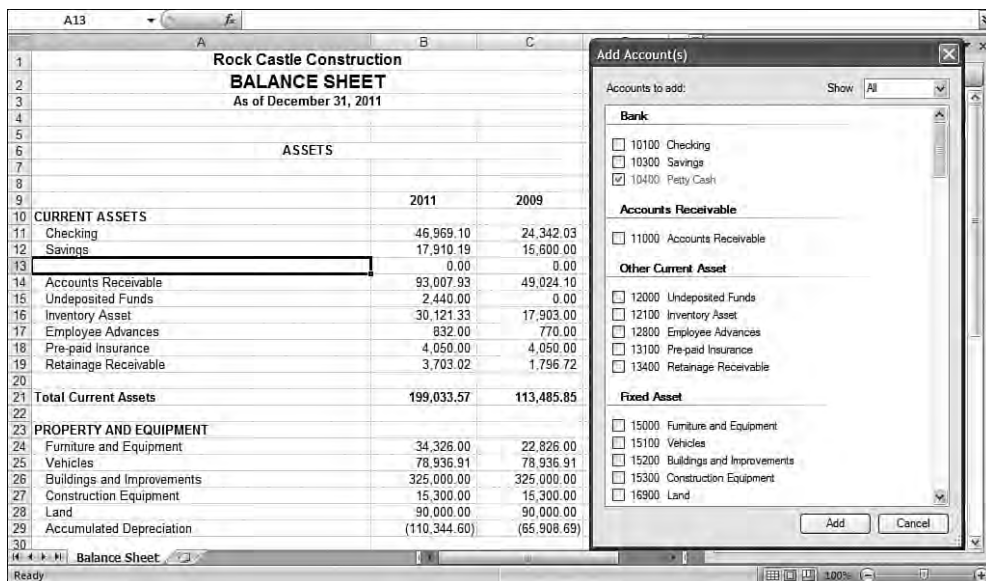 A13 fx
A B C
1 Rock Castle Construction
2 BALANCE SHEET
3 As of December 31, 2011
4
5
6 ASSETS
7
8
9 2011 2009
10 CURRENT ASSETS
11 Checking 46,969.10 24,342.03
12 Savings 17,910.19 15,600.00
13 0.00 0.00
14 Accounts Receivable 93,007.93 49,024.10
15 Undeposited Funds 2,440.00 0.00
16 Inventory Asset 30,121.33 17,903.00
17 Employee Advances 832.00 770.00
18 Pre-paid Insurance 4,050.00 4,050.00
19 Retainage Receivable 3,703.02 1,796.72
20
21 Total Current Assets 199,033.57 113,485.85
22
23 PROPERTY AND EQUIPMENT
24 Furniture and Equipment 34,326.00 22,826.00
25 Vehicles 78,936.91 78,936.91
26 Buildings and Improvements 325,000.00 325,000.00
27 Construction Equipment 15,300.00 15,300.00
28 Land 90,000.00 90,000.00
29 Accumulated Depreciation (110,344.60) (65,908.69)
30
Balance Sheet
Ready 100%
Add Account(s)
Accounts to add: Show All
Bank
10100 Checking
10300 Savings
10400 Petty Cash
Accounts Receivable
11000 Accounts Receivable
Other Current Asset
12000 Undeposited Funds
12100 Inventory Asset
12800 Employee Advances
13100 Pre-paid Insurance
13400 Retainage Receivable
Fixed Asset
15000 Furniture and Equipment
15100 Vehicles
15200 Buildings and Improvements
15300 Construction Equipment
16900 Land
Add Cancel